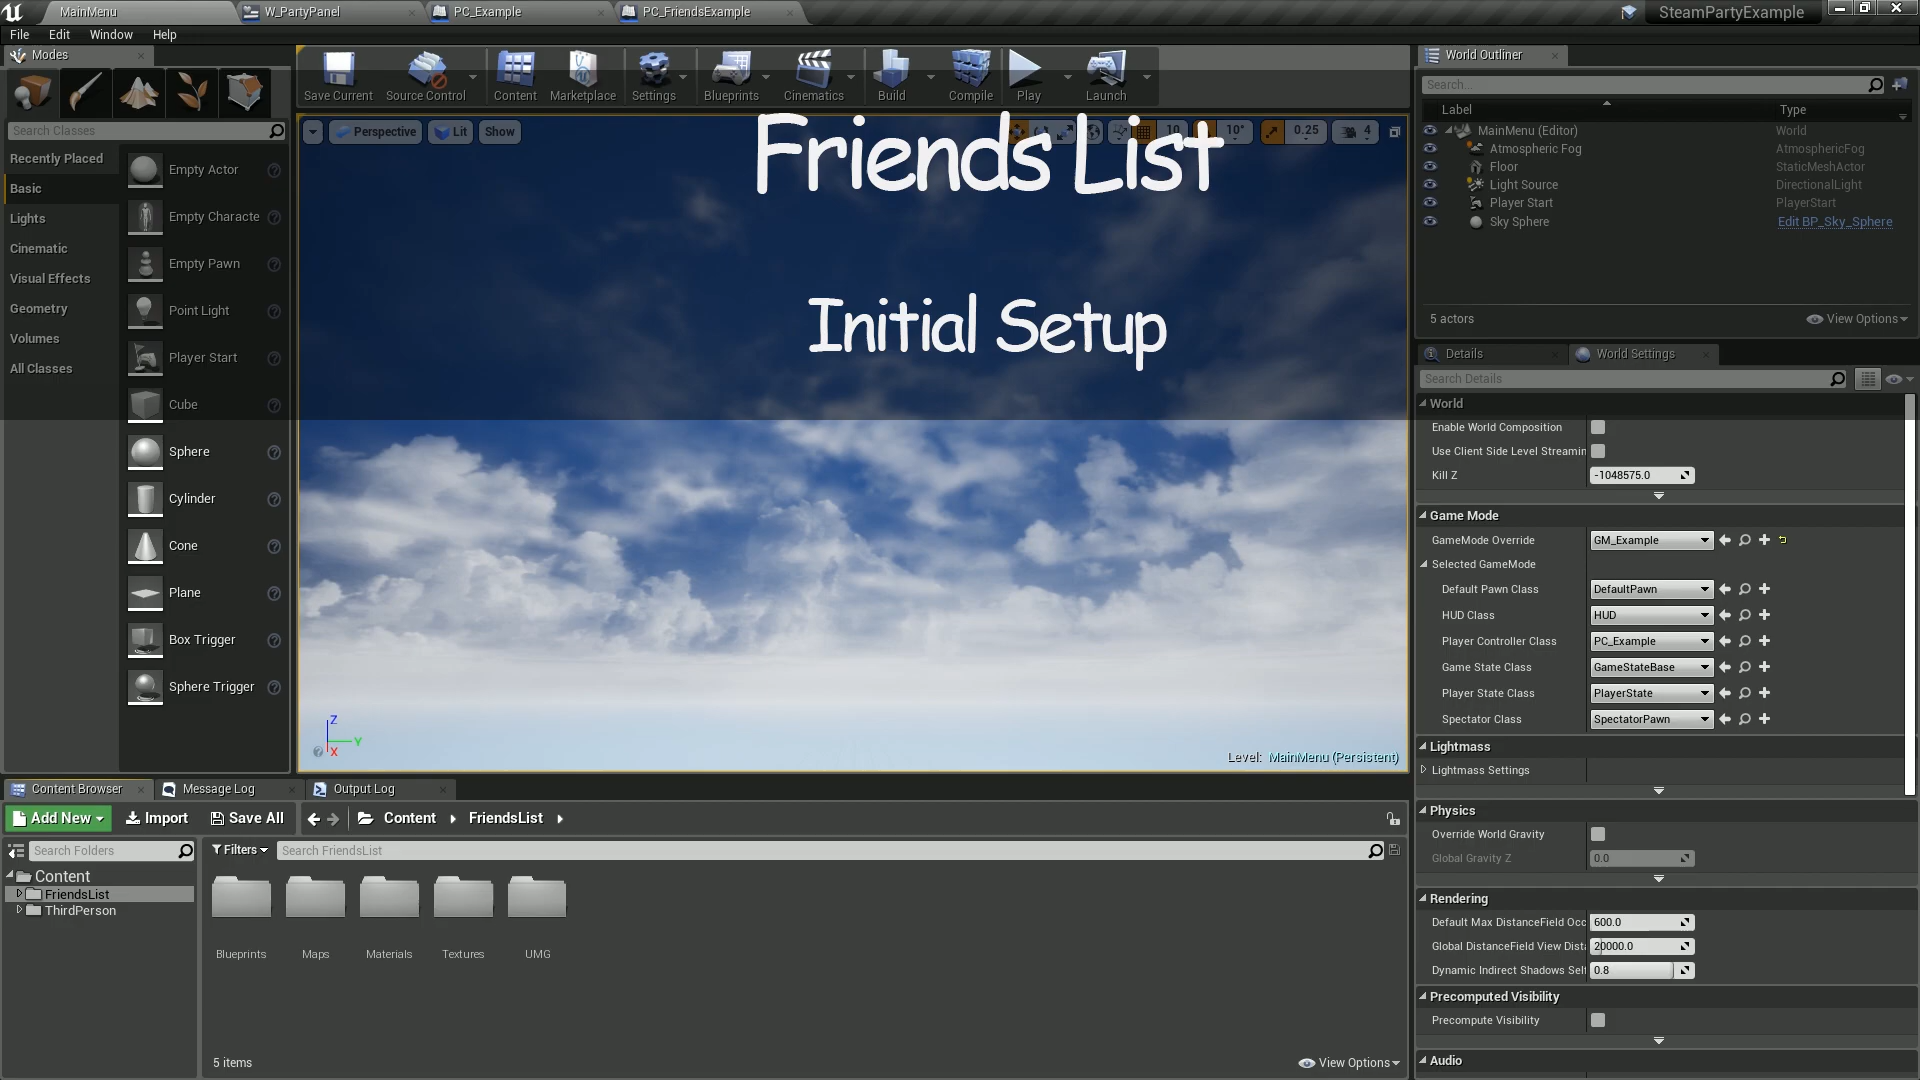 MainMenu
W_PartyPanel
PC_Example
PC_FriendsExample
SteamPartyExample
File Edit Window Help
Modes
Save Current
Source Control
Content
Marketplace
Settings
Blueprints
Cinematics
Build
Compile
Play
Launch
World Outliner
Search...
Label
Type
MainMenu (Editor) World
Atmospheric Fog AtmosphericFog
Floor StaticMeshActor
Light Source DirectionalLight
Player Start PlayerStart
Sky Sphere Edit BP_Sky_Sphere
5 actors
View Options
Search Classes
Recently Placed
Basic
Lights
Cinematic
Visual Effects
Geometry
Volumes
All Classes
Empty Actor
Empty Characte
Empty Pawn
Point Light
Player Start
Cube
Sphere
Cylinder
Cone
Plane
Box Trigger
Sphere Trigger
Perspective
Lit
Show
10
10°
0.25
4
Friends List
Initial Setup
Z
Y
X
Level: MainMenu (Persistent)
Details
World Settings
Search Details
World
Enable World Composition
Use Client Side Level Streamin
Kill Z -1048575.0
Game Mode
GameMode Override GM_Example
Selected GameMode
Default Pawn Class DefaultPawn
HUD Class HUD
Player Controller Class PC_Example
Game State Class GameStateBase
Player State Class PlayerState
Spectator Class SpectatorPawn
Lightmass
Lightmass Settings
Physics
Override World Gravity
Global Gravity Z 0.0
Rendering
Default Max DistanceField Occ 600.0
Global DistanceField View Dista 20000.0
Dynamic Indirect Shadows Self 0.8
Precomputed Visibility
Precompute Visibility
Audio
Content Browser
Message Log
Output Log
Add New
Import
Save All
Content
FriendsList
Search Folders
Filters
Search FriendsList
Content
FriendsList
ThirdPerson
Blueprints
Maps
Materials
Textures
UMG
5 items
View Options